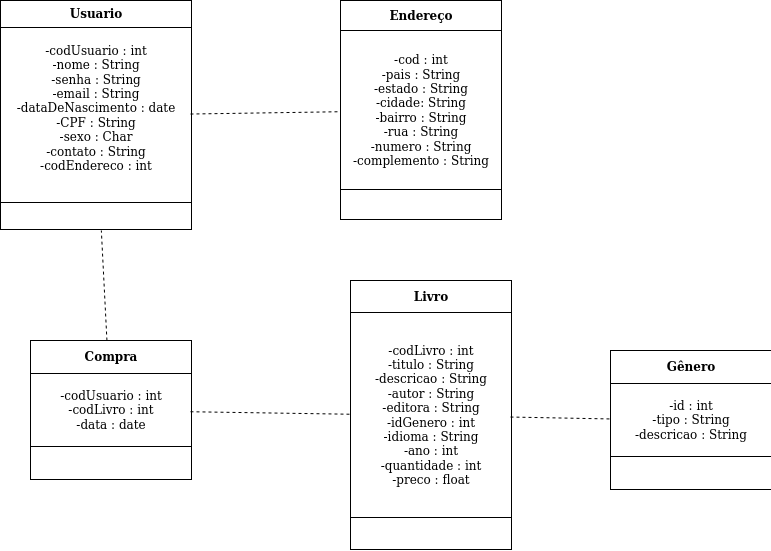 Usuario
-codUsuario : int
-nome : String
-senha : String
-email : String
-dataDeNascimento : date
-CPF : String
-sexo : Char
-contato : String
-codEndereco : int
Endereço
-cod : int
-pais : String
-estado : String
-cidade: String
-bairro : String
-rua : String
-numero : String
-complemento : String
Compra
-codUsuario : int
-codLivro : int
-data : date
Livro
-codLivro : int
-titulo : String
-descricao : String
-autor : String
-editora : String
-idGenero : int
-idioma : String
-ano : int
-quantidade : int
-preco : float
Gênero
-id : int
-tipo : String
-descricao : String